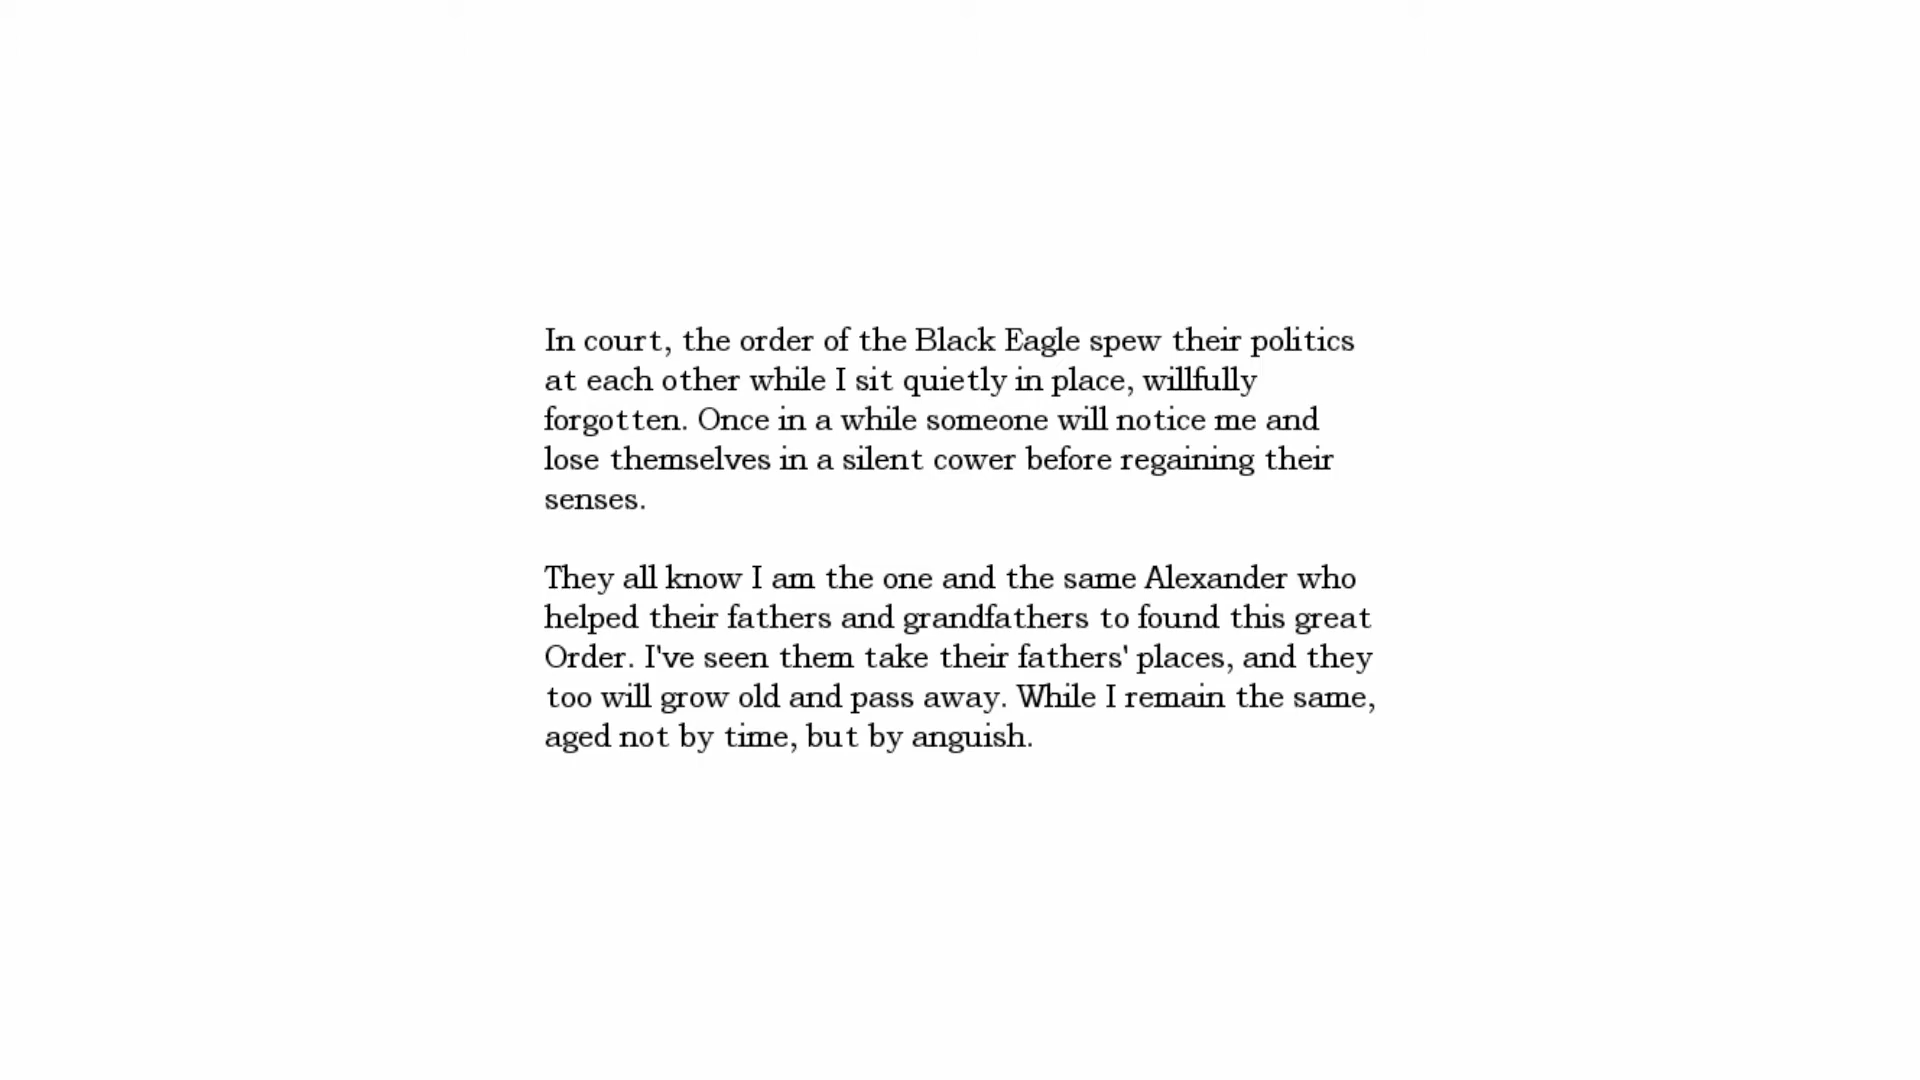 In court, the order of the Black Eagle spew their politics
at each other while I sit quietly in place, willfully
forgotten. Once in a while someone will notice me and
lose themselves in a silent cower before regaining their
senses.
They all know I am the one and the same Alexander who
helped their fathers and grandfathers to found this great
Order. I've seen them take their fathers' places, and they
too will grow old and pass away. While I remain the same,
aged not by time, but by anguish.